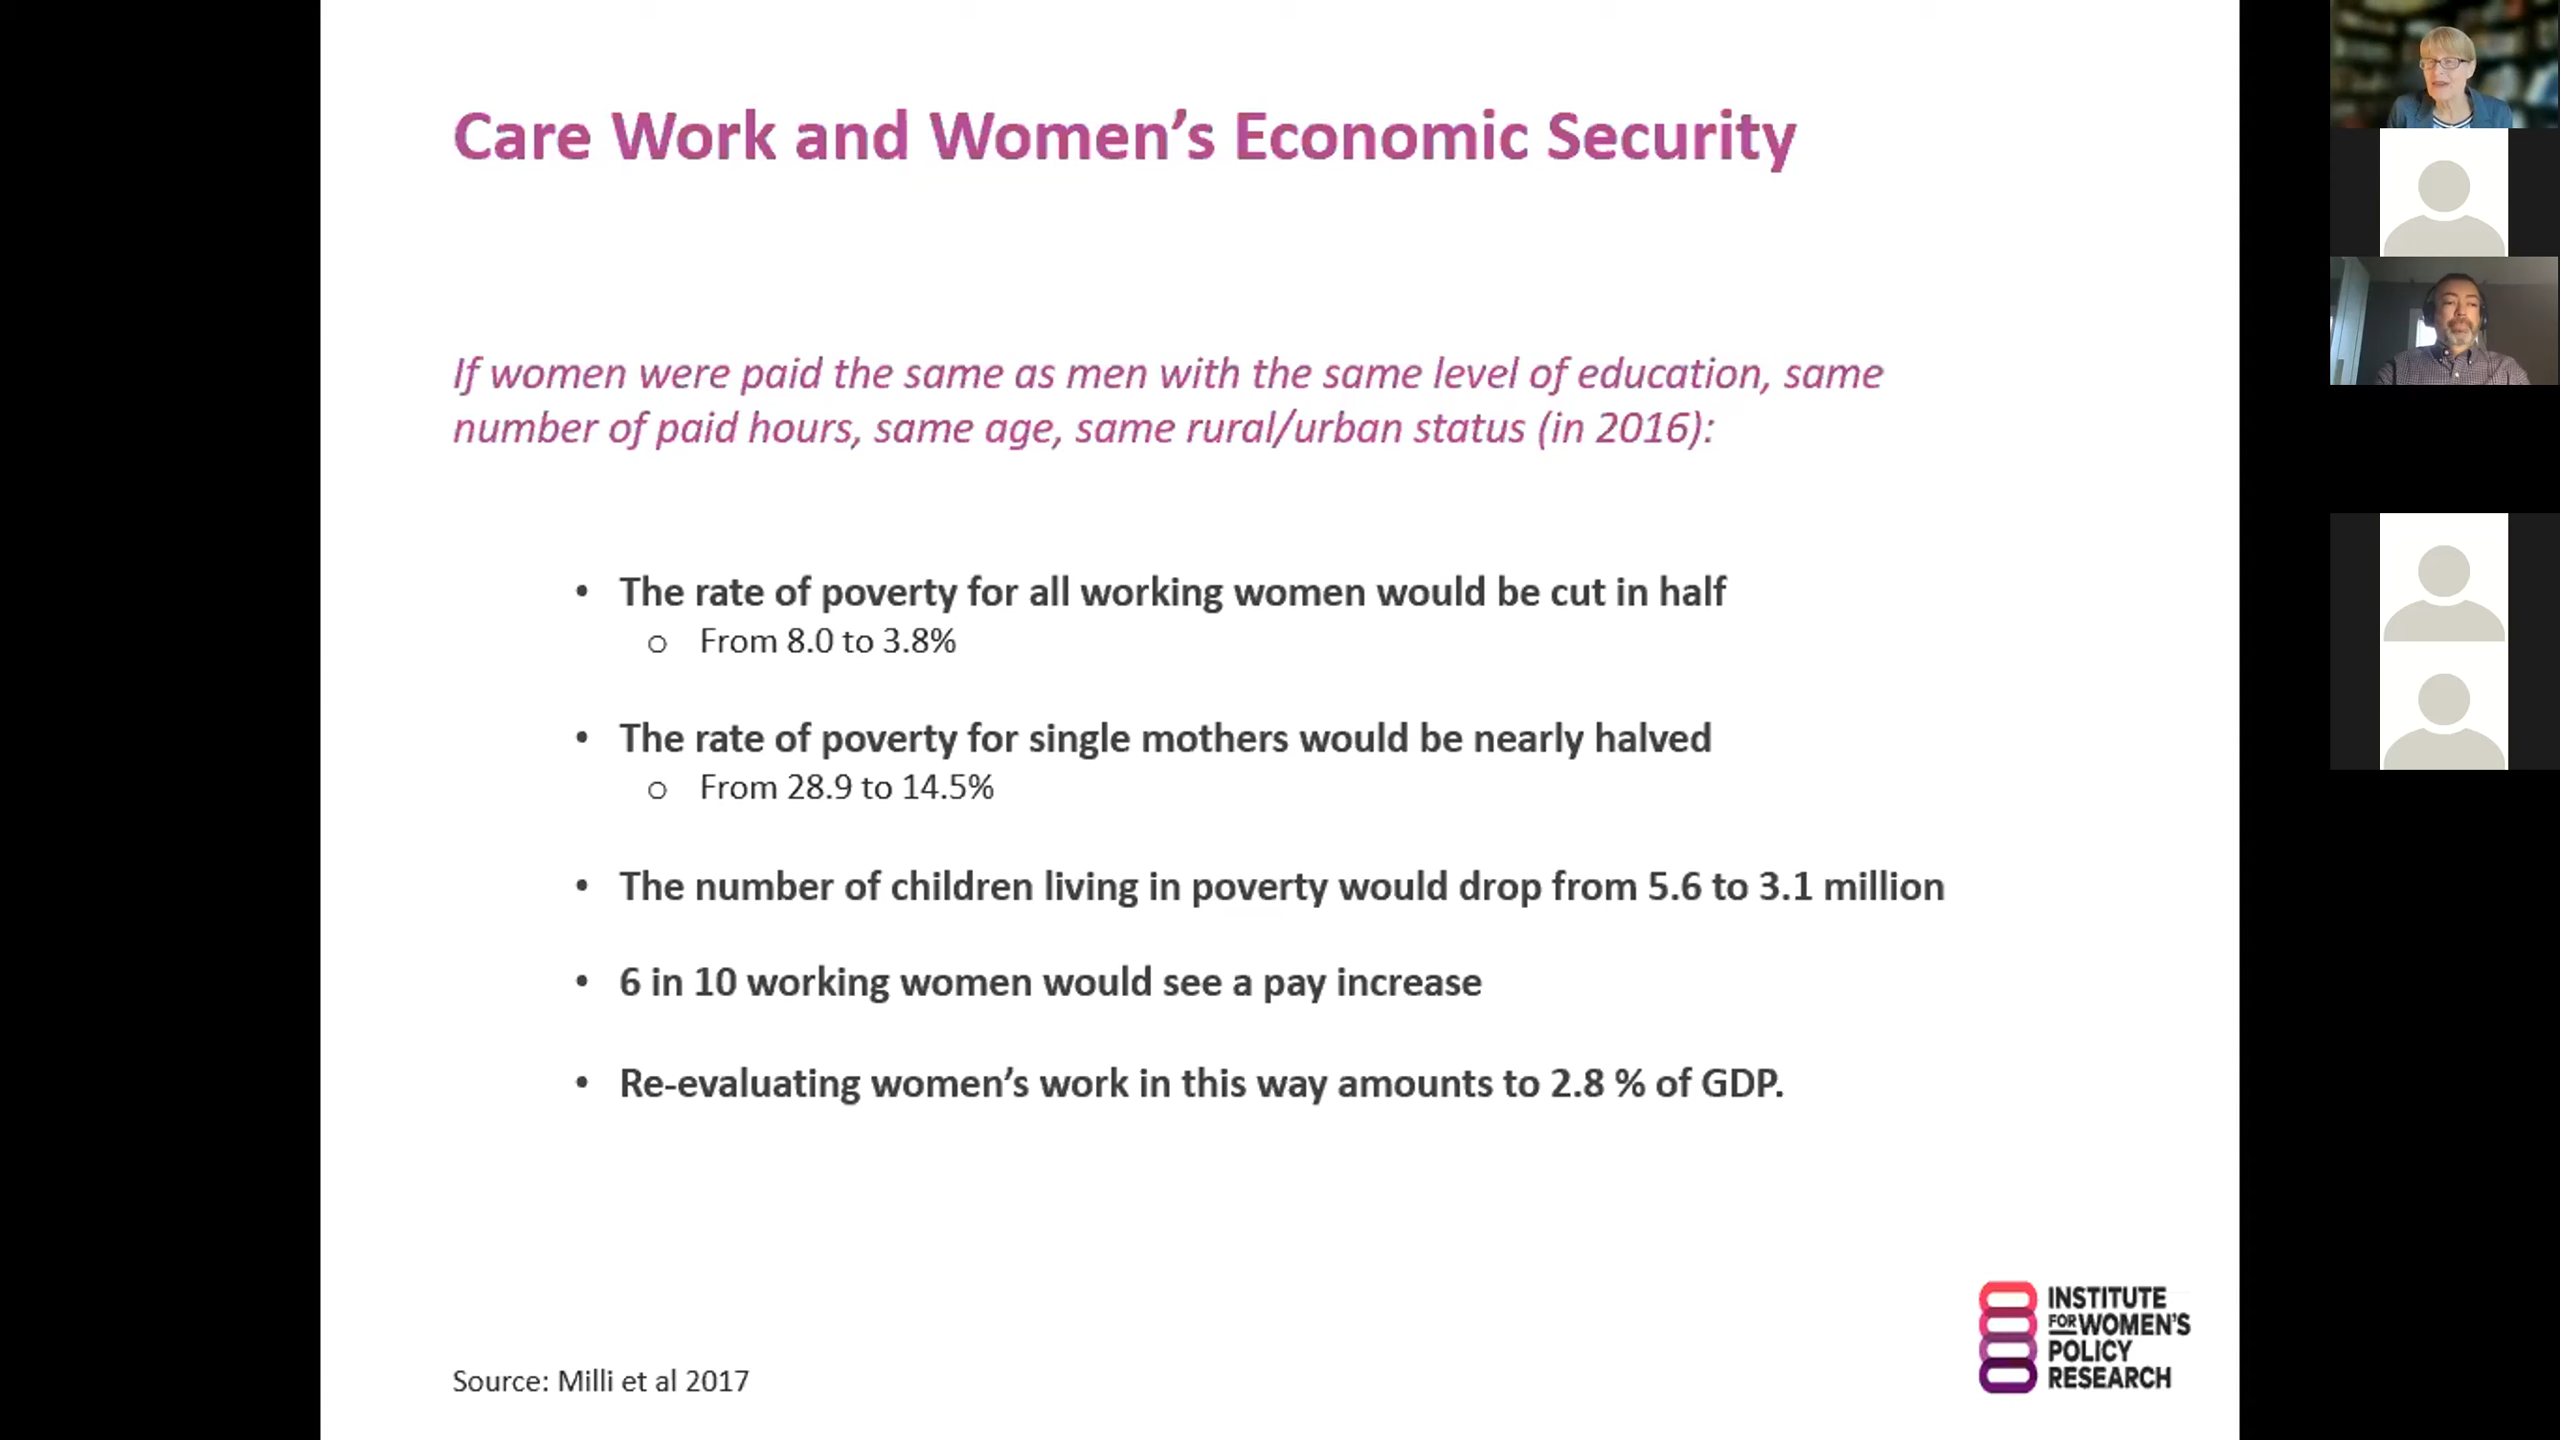 Care Work and Women’s Economic Security
If women were paid the same as men with the same level of education, same
number of paid hours, same age, same rural/urban status (in 2016):
• The rate of poverty for all working women would be cut in half
o From 8.0 to 3.8%
• The rate of poverty for single mothers would be nearly halved
o From 28.9 to 14.5%
• The number of children living in poverty would drop from 5.6 to 3.1 million
• 6 in 10 working women would see a pay increase
• Re-evaluating women’s work in this way amounts to 2.8 % of GDP.
Source: Milli et al 2017
INSTITUTE
FOR WOMEN'S
POLICY
RESEARCH